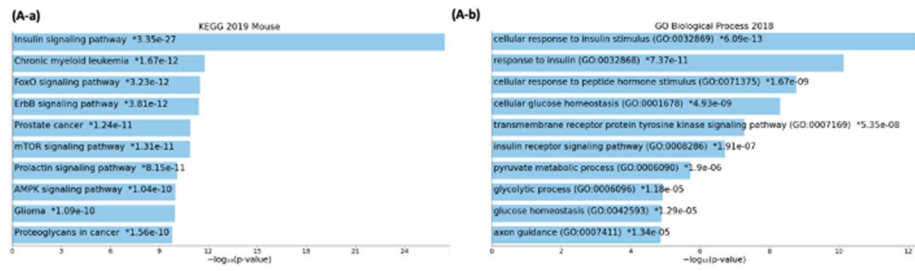 (A-a)
KEGG 2019 Mouse
Insulin signaling pathway *3.35e-27
Chronic myeloid leukemia *1.67e-12
FoxO signaling pathway *3.23e-12
ErbB signaling pathway *3.81e-12
Prostate cancer *1.24e-11
mTOR signaling pathway *1.31e-11
Prolactin signaling pathway *8.15e-11
AMPK signaling pathway *1.04e-10
Glioma *1.09e-10
Proteoglycans in cancer *1.56e-10
0 3 6 9 12 15 18 21 24
−log₁₀(p-value)
(A-b)
GO Biological Process 2018
cellular response to insulin stimulus (GO:0032869) *6.09e-13
response to insulin (GO:0032868) *7.37e-11
cellular response to peptide hormone stimulus (GO:0071375) *1.67e-09
cellular glucose homeostasis (GO:0001678) *4.93e-09
transmembrane receptor protein tyrosine kinase signaling pathway (GO:0007169) *5.35e-08
insulin receptor signaling pathway (GO:0008286) *1.91e-07
pyruvate metabolic process (GO:0006090) *1.9e-06
glycolytic process (GO:0006096) *1.18e-05
glucose homeostasis (GO:0042593) *1.29e-05
axon guidance (GO:0007411) *1.34e-05
0 2 4 6 8 10 12
−log₁₀(p-value)